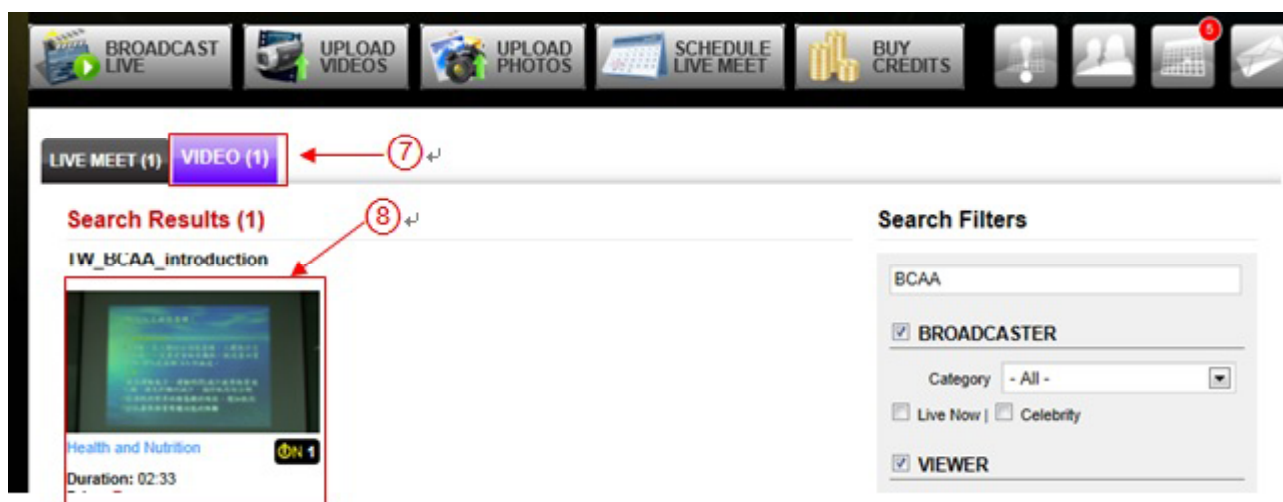 BROADCAST
LIVE
UPLOAD
VIDEOS
UPLOAD
PHOTOS
SCHEDULE
LIVE MEET
BUY
CREDITS
5
LIVE MEET (1)
VIDEO (1)
7
Search Results (1)
8
TW_BCAA_introduction
Health and Nutrition
ON 1
Duration: 02:33
Search Filters
BCAA
BROADCASTER
Category - All -
Live Now | Celebrity
VIEWER